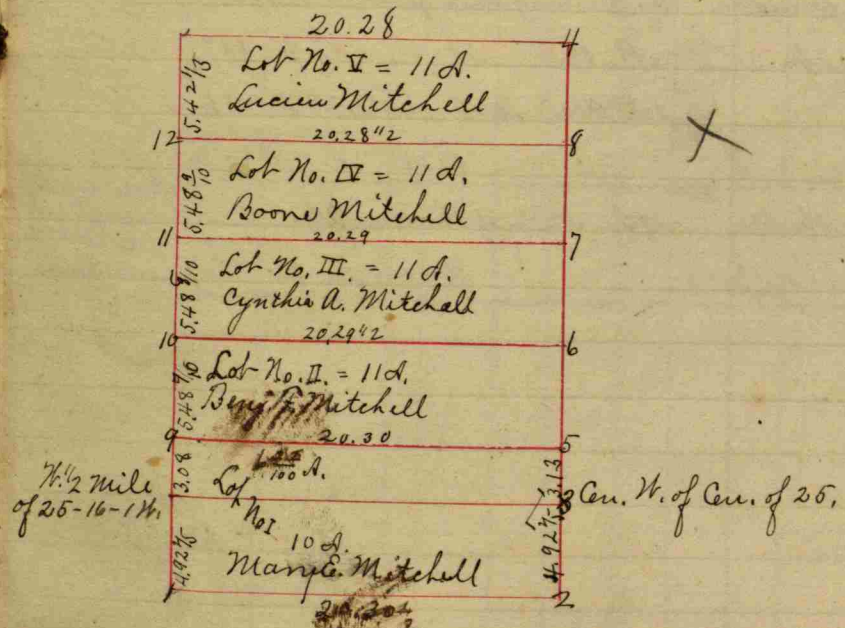 20.28
4
5.42 1/3
Lot No. V = 11 A.
Lucien Mitchell
12
20.28 "2
8
5.48 9/10
Lot No. IV = 11 A.
Boone Mitchell
11
20.29
7
5.48 9/10
Lot No. III. = 11 A.
Cynthia A. Mitchell
10
20.29 "2
6
5.48 9/10
Lot No. II. = 11 A.
Benj. F. Mitchell
9
20.30
5
3.08
100 A.
3.13
W. "2 mile
of 25-16-1 W.
Lot
No I
3
Cen. W. of Cen. of 25.
10 A.
4.92
4.92
Mary E. Mitchell
2